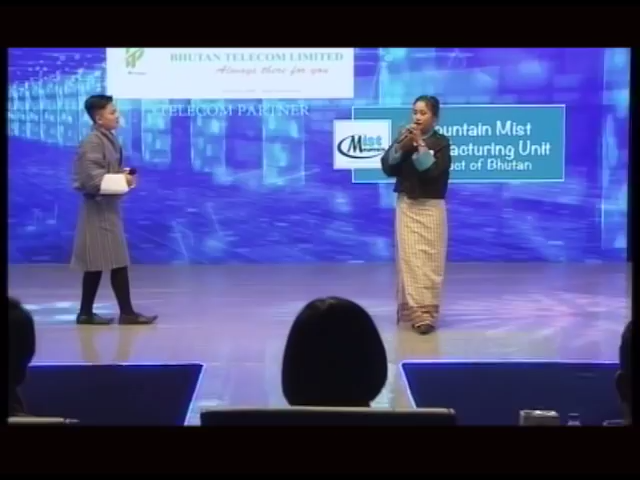 BHUTAN TELECOM LIMITED
Always there for you
TELECOM PARTNER
Mist
ountain Mist
acturing Unit
uct of Bhutan